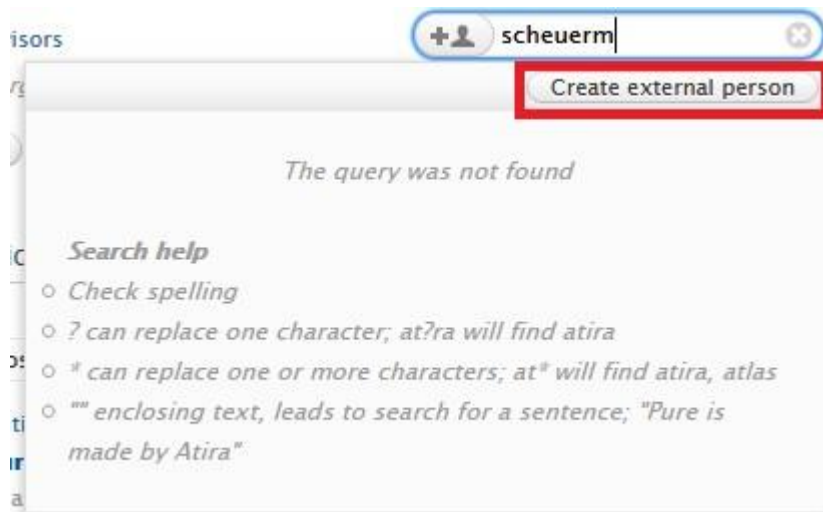 isors
scheuerm
Create external person
The query was not found
Search help
Check spelling
? can replace one character; at?ra will find atira
* can replace one or more characters; at* will find atira, atlas
"" enclosing text, leads to search for a sentence; "Pure is
made by Atira"
ti